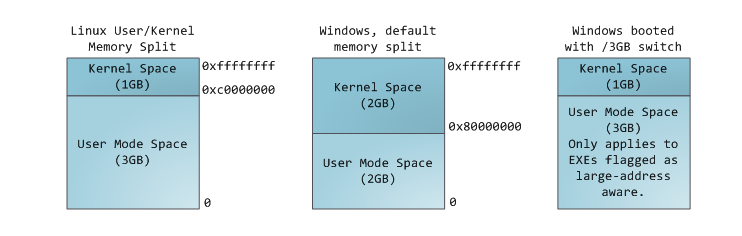 Linux User/Kernel
Memory Split
Kernel Space
(1GB)
User Mode Space
(3GB)
0xffffffff
0xc0000000
0
Windows, default
memory split
Kernel Space
(2GB)
User Mode Space
(2GB)
0xffffffff
0x80000000
0
Windows booted
with /3GB switch
Kernel Space
(1GB)
User Mode Space
(3GB)
Only applies to
EXEs flagged as
large-address
aware.